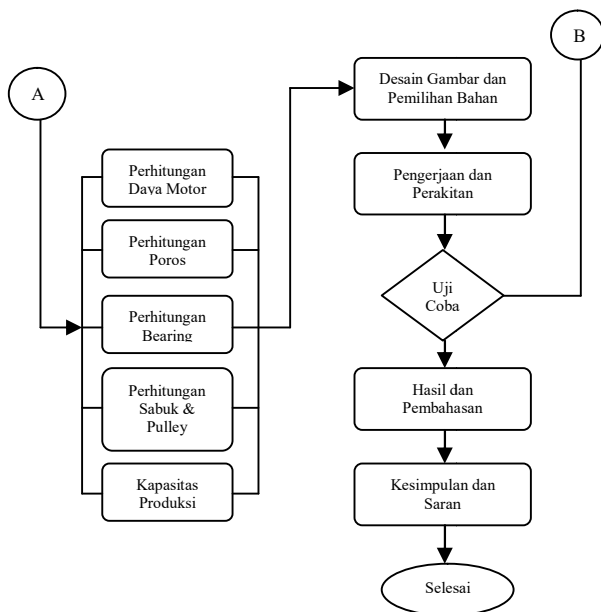 A
Perhitungan
Daya Motor
Perhitungan
Poros
Perhitungan
Bearing
Perhitungan
Sabuk &
Pulley
Kapasitas
Produksi
B
Desain Gambar dan
Pemilihan Bahan
Pengerjaan dan
Perakitan
Uji
Coba
Hasil dan
Pembahasan
Kesimpulan dan
Saran
Selesai